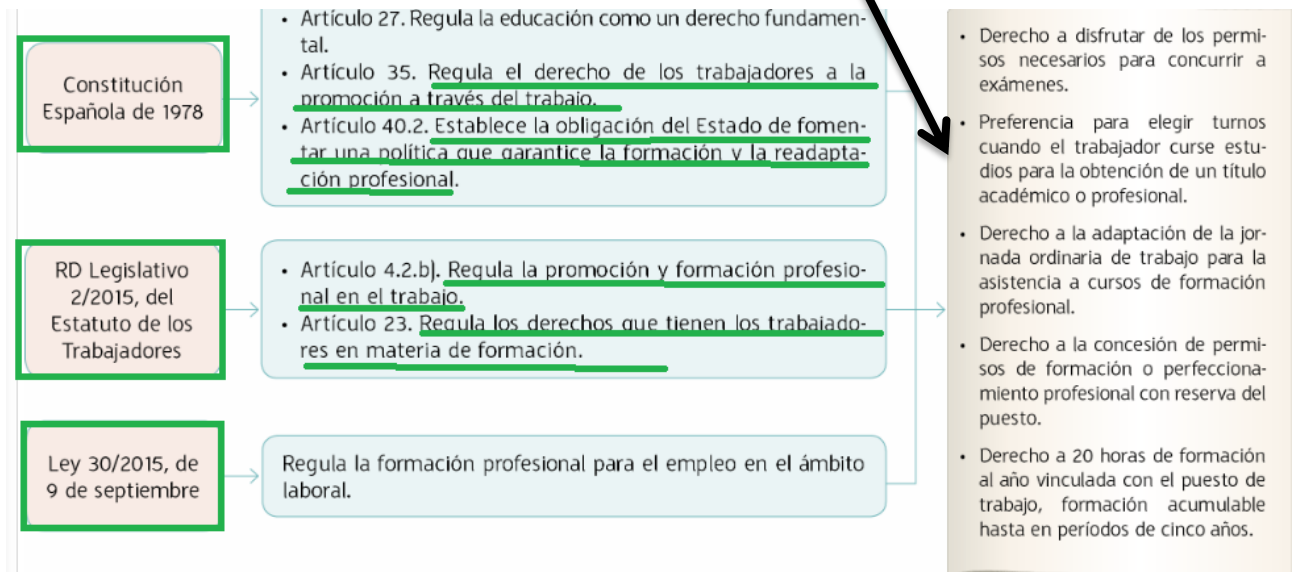 Constitución
Española de 1978
• Artículo 27. Regula la educación como un derecho fundamen-
tal.
• Artículo 35. Regula el derecho de los trabajadores a la
promoción a través del trabajo.
• Artículo 40.2. Establece la obligación del Estado de fomen-
tar una política que garantice la formación y la readapta-
ción profesional.
RD Legislativo
2/2015, del
Estatuto de los
Trabajadores
• Artículo 4.2.b). Regula la promoción y formación profesio-
nal en el trabajo.
• Artículo 23. Regula los derechos que tienen los trabajado-
res en materia de formación.
Ley 30/2015, de
9 de septiembre
Regula la formación profesional para el empleo en el ámbito
laboral.
• Derecho a disfrutar de los permi-
sos necesarios para concurrir a
exámenes.
• Preferencia para elegir turnos
cuando el trabajador curse estu-
dios para la obtención de un título
académico o profesional.
• Derecho a la adaptación de la jor-
nada ordinaria de trabajo para la
asistencia a cursos de formación
profesional.
• Derecho a la concesión de permi-
sos de formación o perfecciona-
miento profesional con reserva del
puesto.
• Derecho a 20 horas de formación
al año vinculada con el puesto de
trabajo, formación acumulable
hasta en períodos de cinco años.